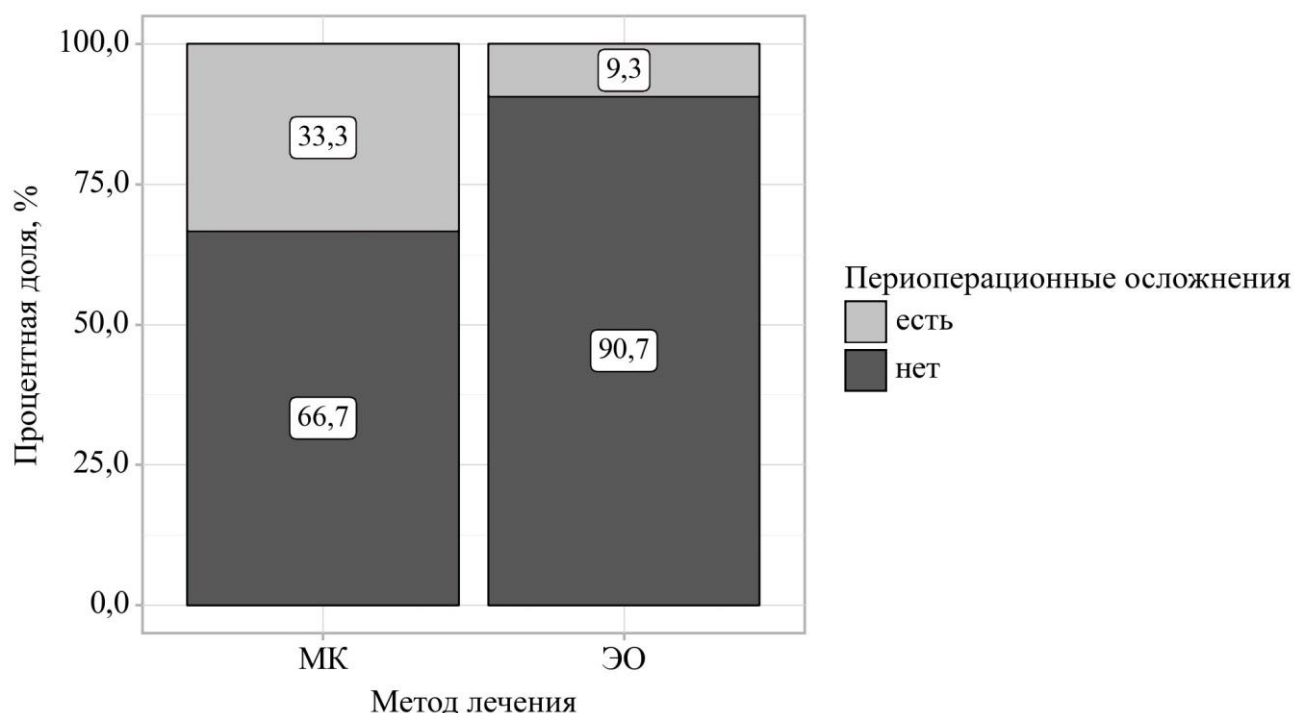 100,0
75,0
50,0
25,0
0,0
Процентная доля, %
33,3
66,7
9,3
90,7
МК
ЭО
Метод лечения
Периоперационные осложнения
есть
нет